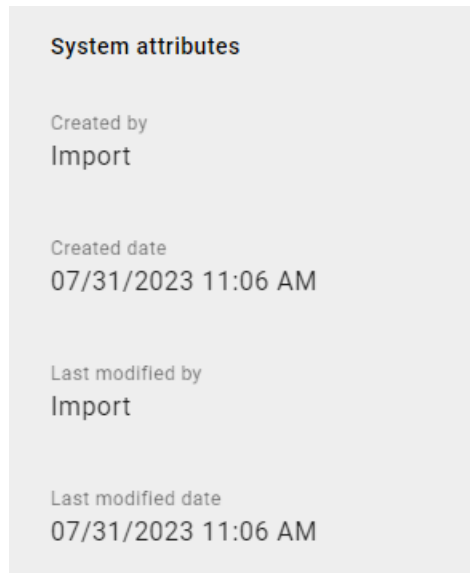 System attributes
Created by
Import
Created date
07/31/2023 11:06 AM
Last modified by
Import
Last modified date
07/31/2023 11:06 AM